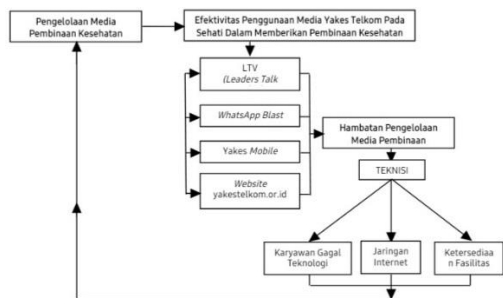 Pengelolaan Media
Pembinaan Kesehatan
Efektivitas Penggunaan Media Yakes Telkom Pada
Sehati Dalam Memberikan Pembinaan Kesehatan
LTV
(Leaders Talk
WhatsApp Blast
Yakes Mobile
Website
yakestelkom.or.id
Hambatan Pengelolaan
Media Pembinaan
TEKNISI
Karyawan Gagal
Teknologi
Jaringan
Internet
Ketersediaa
n Fasilitas